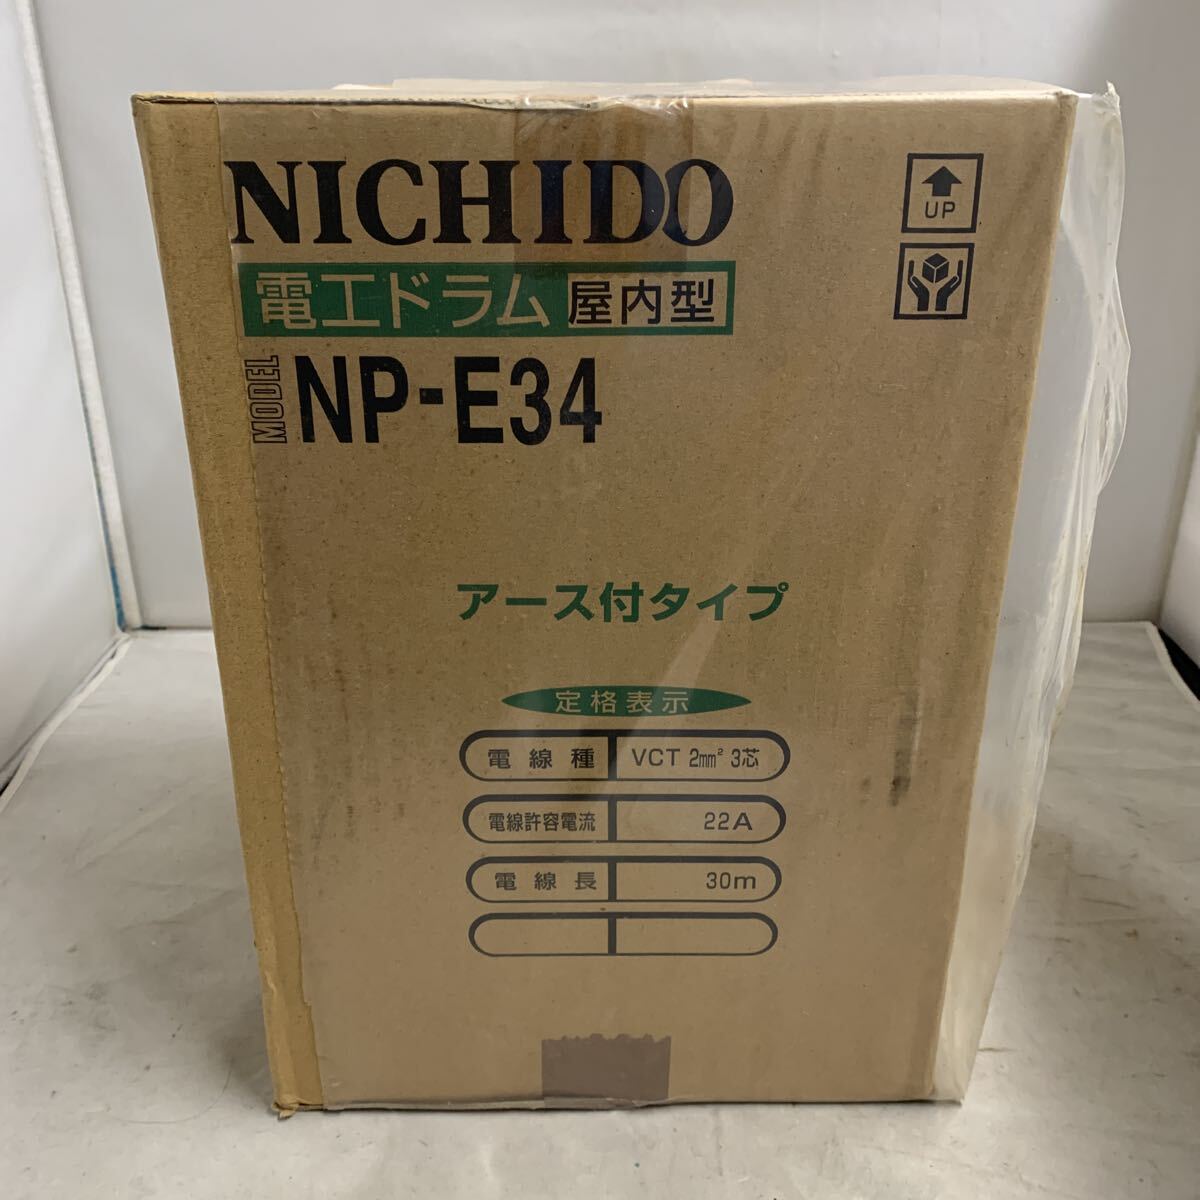 NICHIDO
UP
電工ドラム 屋内型
MODEL NP-E34
アース付タイプ
定格表示
電線種 VCT 2mm² 3芯
電線許容電流 22A
電線長 30m